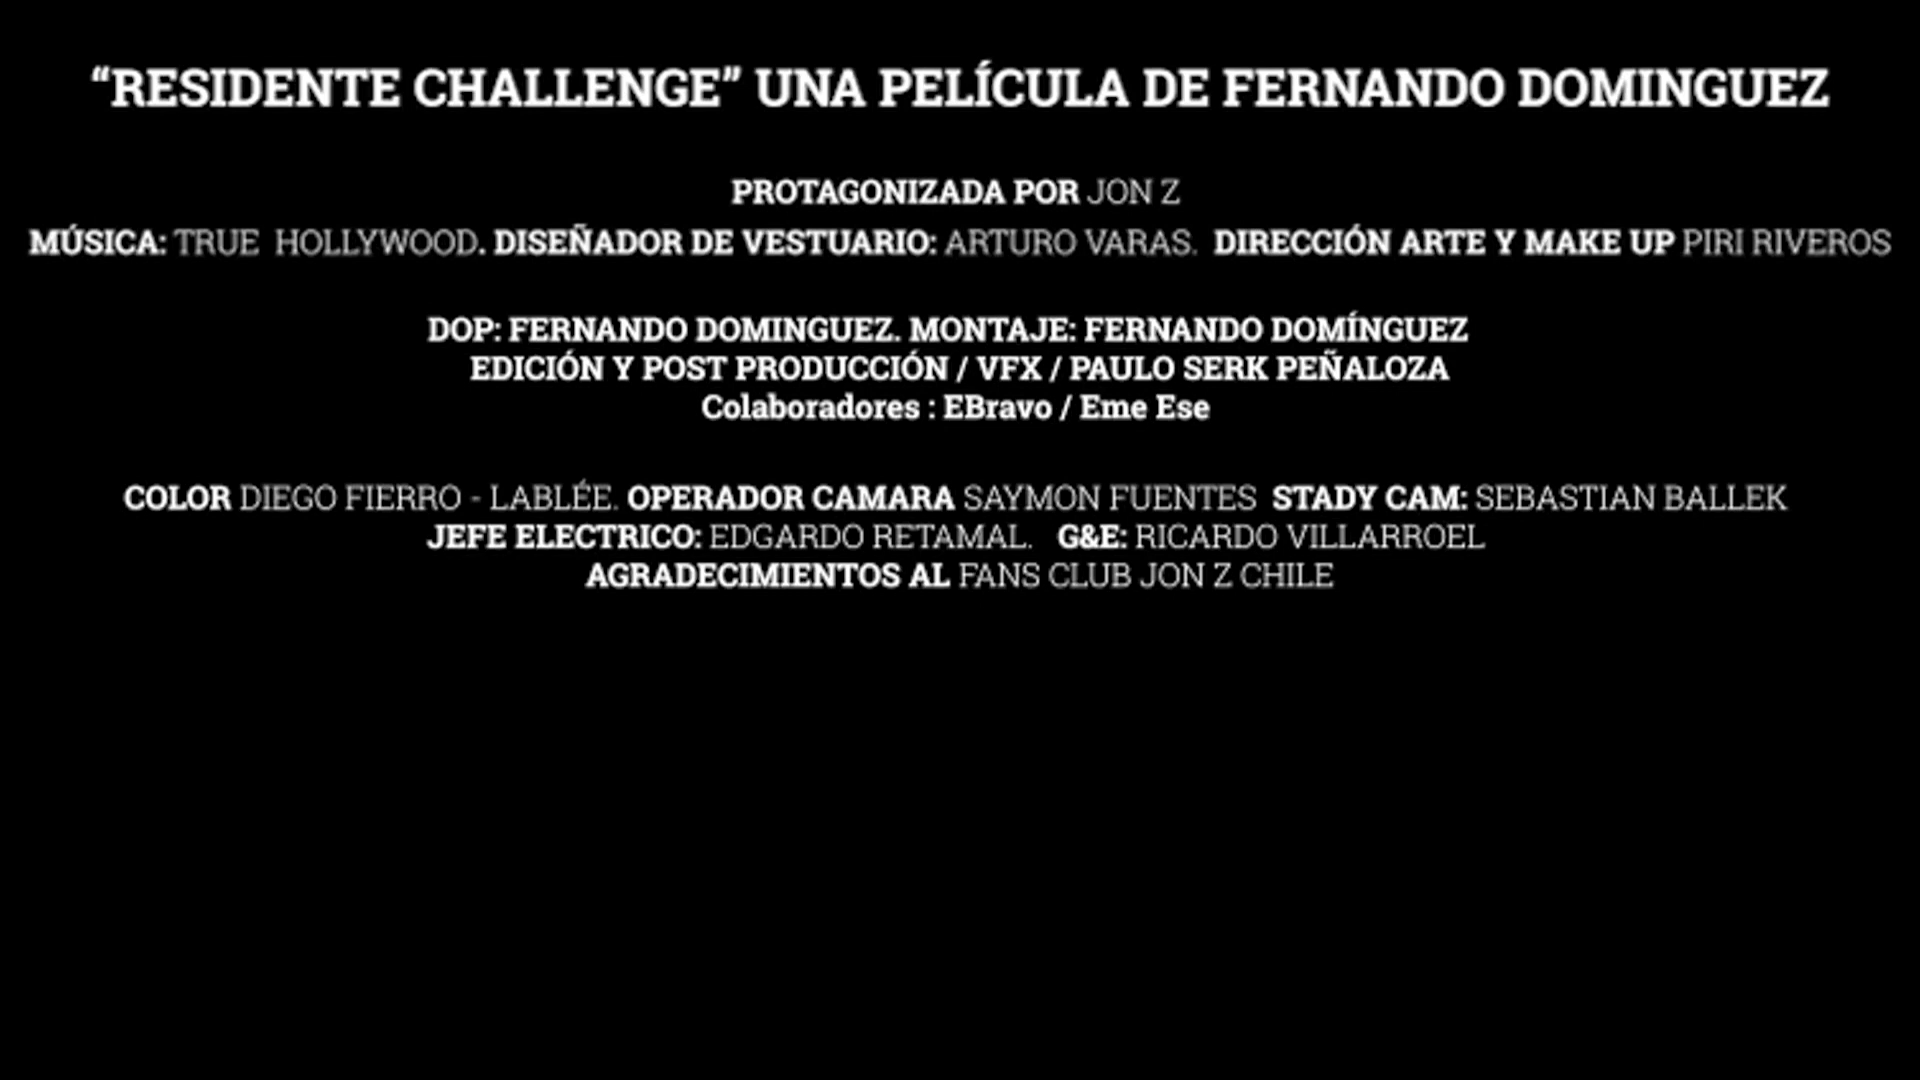 “RESIDENTE CHALLENGE” UNA PELÍCULA DE FERNANDO DOMINGUEZ
PROTAGONIZADA POR JON Z
MÚSICA: TRUE HOLLYWOOD. DISEÑADOR DE VESTUARIO: ARTURO VARAS. DIRECCIÓN ARTE Y MAKE UP PIRI RIVEROS
DOP: FERNANDO DOMINGUEZ. MONTAJE: FERNANDO DOMÍNGUEZ
EDICIÓN Y POST PRODUCCIÓN / VFX / PAULO SERK PEÑALOZA
Colaboradores : EBravo / Eme Ese
COLOR DIEGO FIERRO - LABLÉE. OPERADOR CAMARA SAYMON FUENTES STADY CAM: SEBASTIAN BALLEK
JEFE ELECTRICO: EDGARDO RETAMAL. G&E: RICARDO VILLARROEL
AGRADECIMIENTOS AL FANS CLUB JON Z CHILE